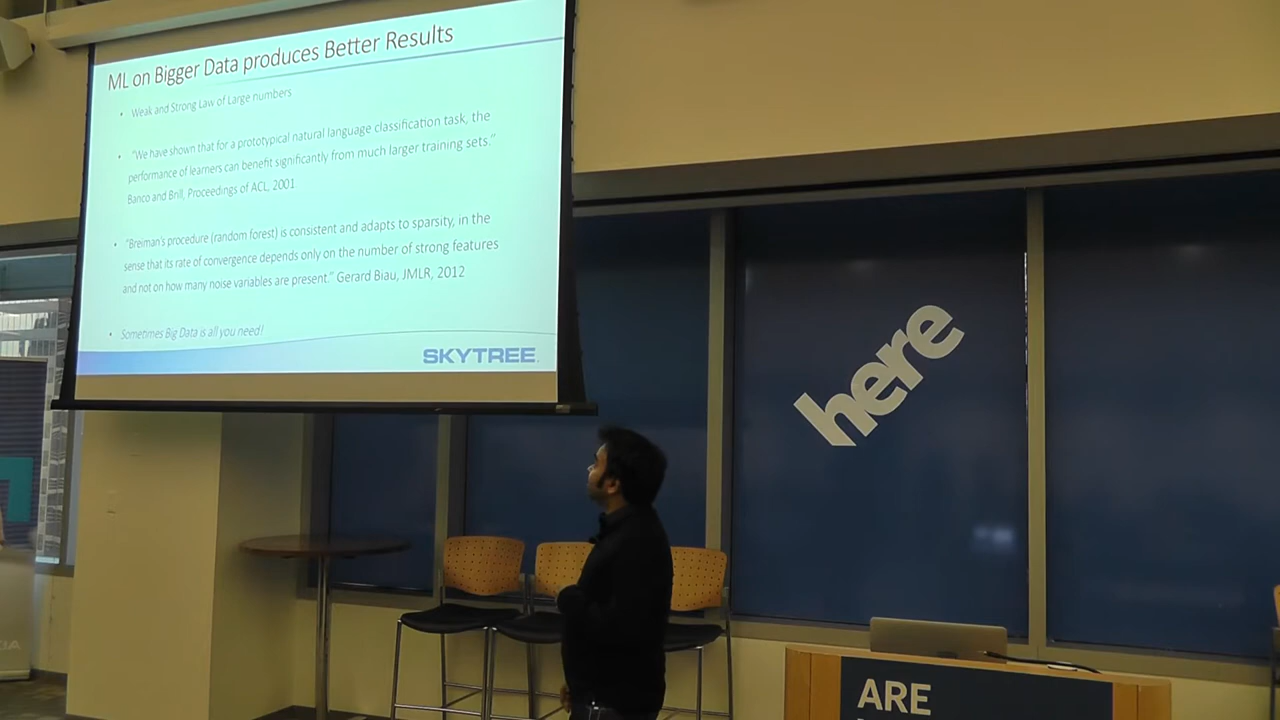 ML on Bigger Data produces Better Results
• Weak and Strong Law of Large numbers
• "We have shown that for a prototypical natural language classification task, the
performance of learners can benefit significantly from much larger training sets."
Banco and Brill, Proceedings of ACL, 2001
• "Breiman's procedure (random forest) is consistent and adapts to sparsity, in the
sense that its rate of convergence depends only on the number of strong features
and not on how many noise variables are present." Gerard Biau, JMLR, 2012
• Sometimes Big Data is all you need!
SKYTREE
here
ARE